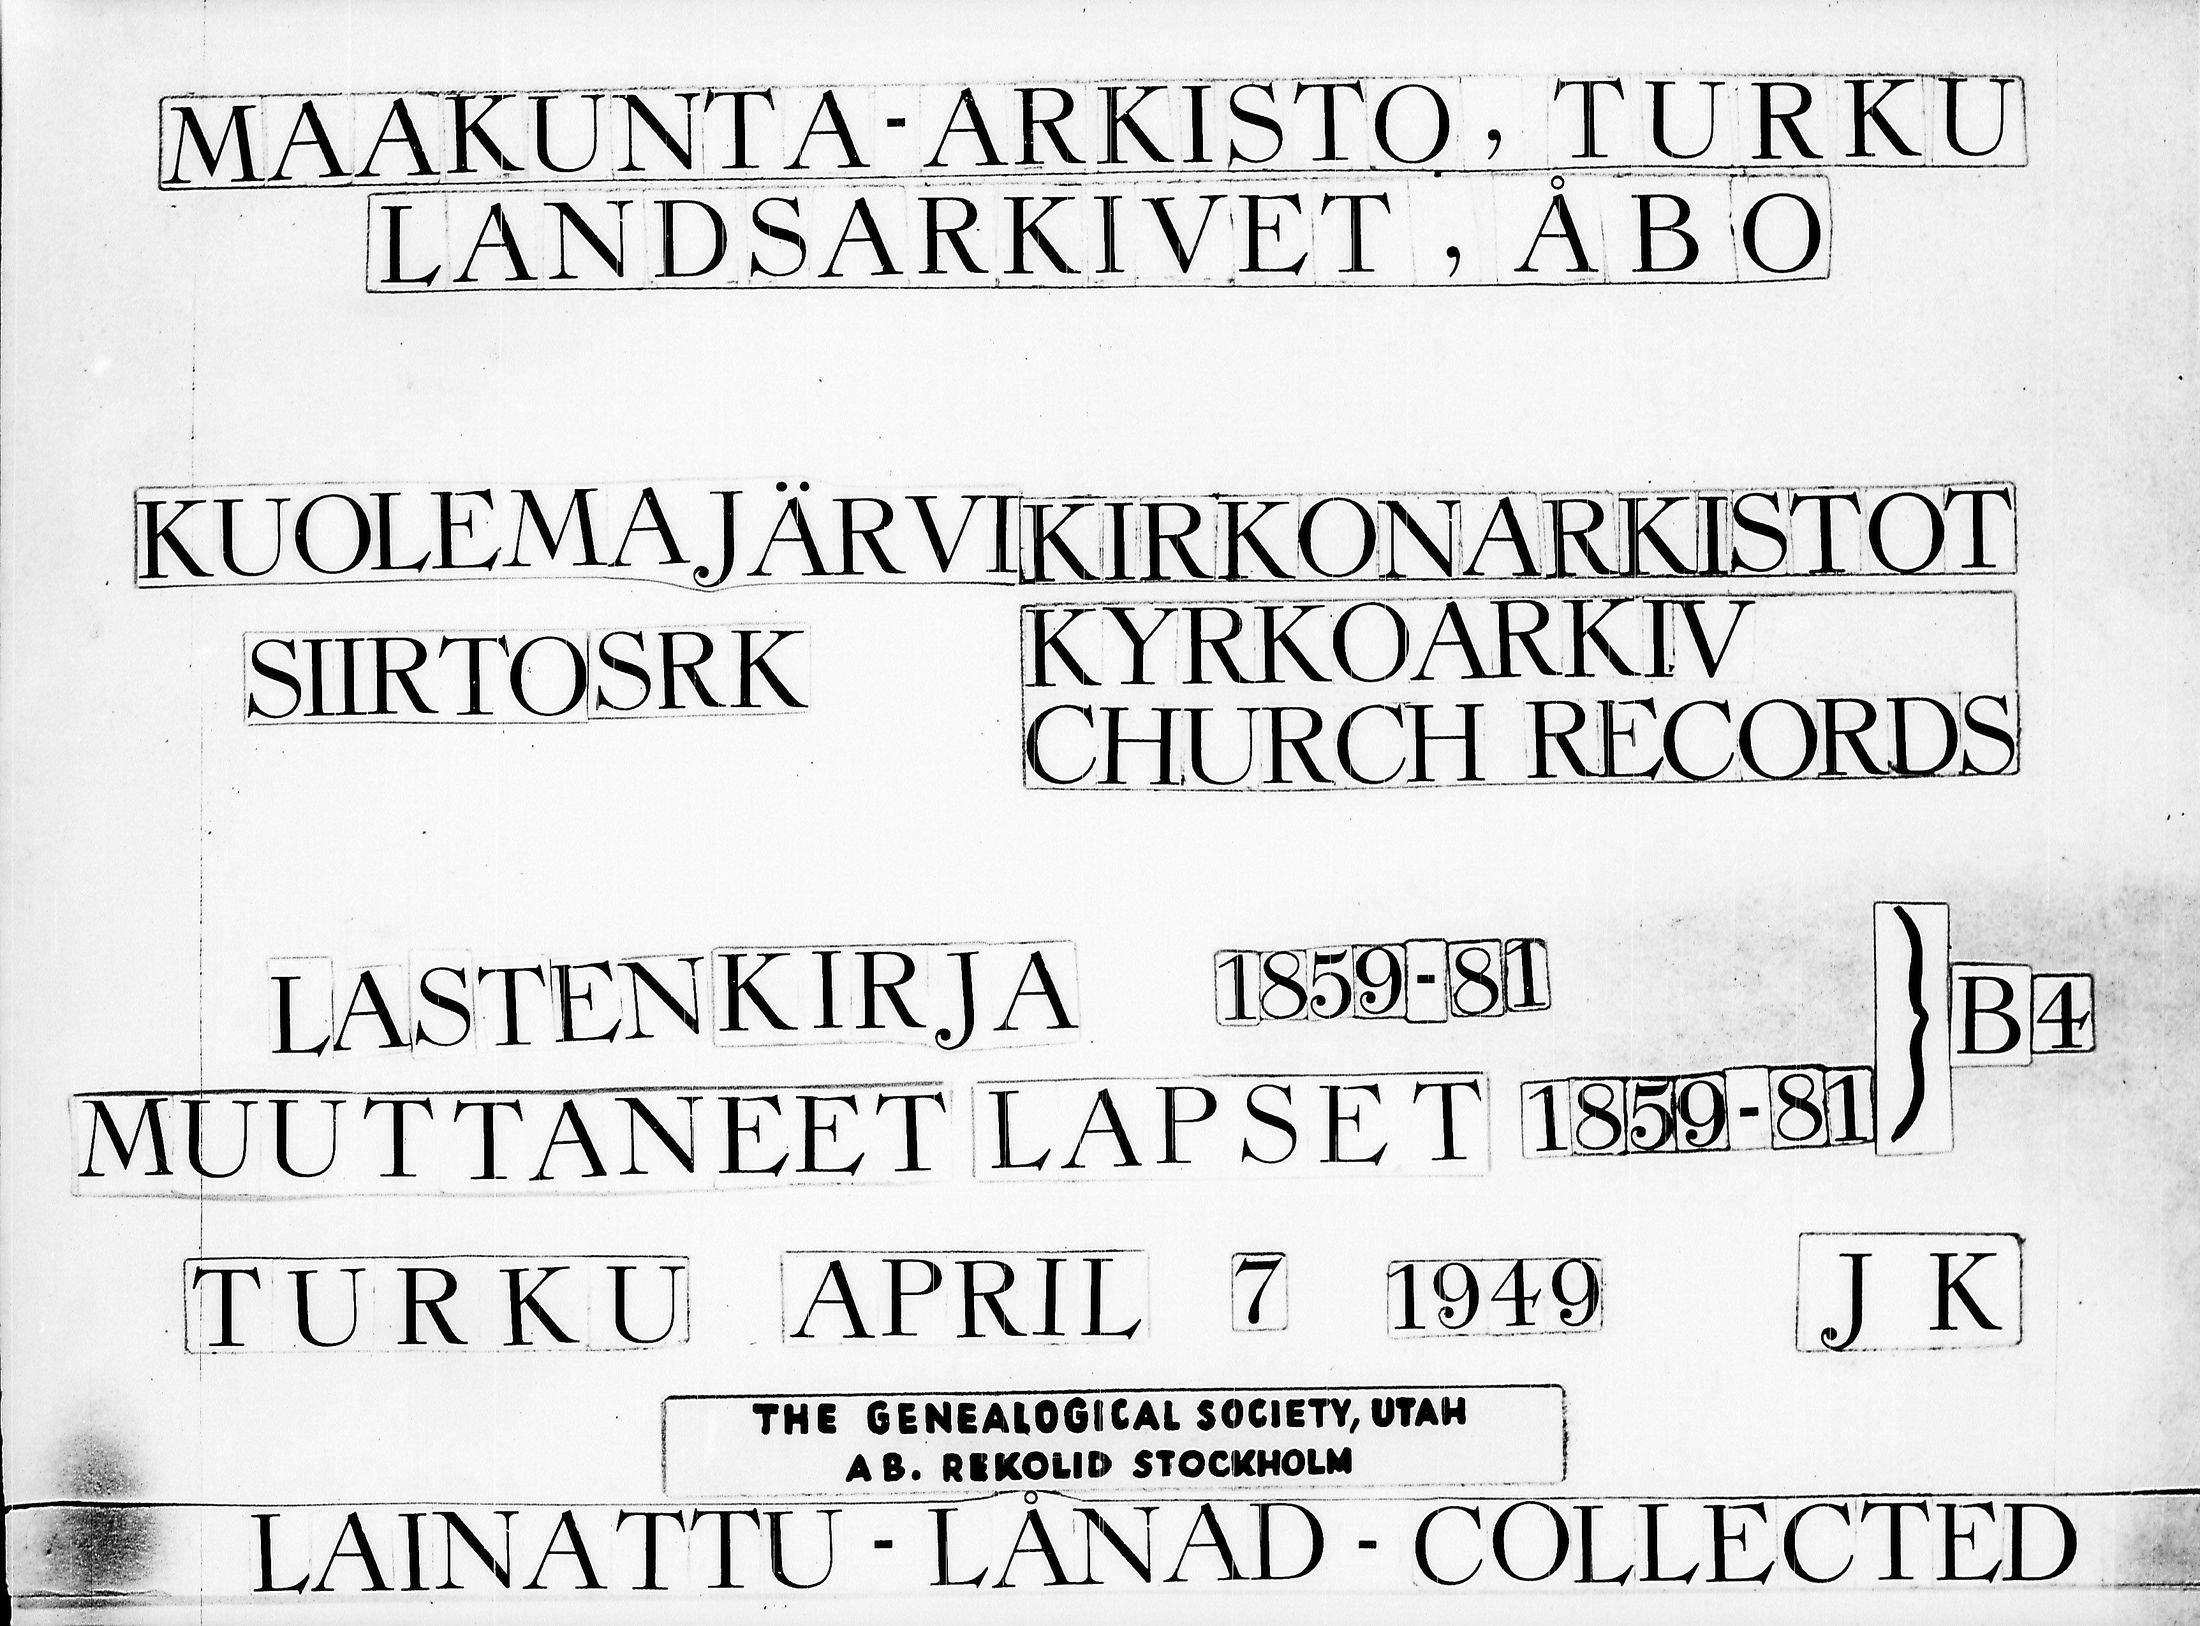 MAAKUNTA-ARKISTO, TURKU
LANDSARKIVET, ÅBO
KUOLEMAJÄRVI
SIIRTOSRK
KIRKONARKISTOT
KYRKOARKIV
CHURCH RECORDS
LASTENKIRJA 1859-81
MUUTTANEET LAPSET 1859-81
} B4
TURKU APRIL 7 1949 J K
THE GENEALOGICAL SOCIETY, UTAH
AB. REKOLID STOCKHOLM
LAINATTU - LÅNAD - COLLECTED